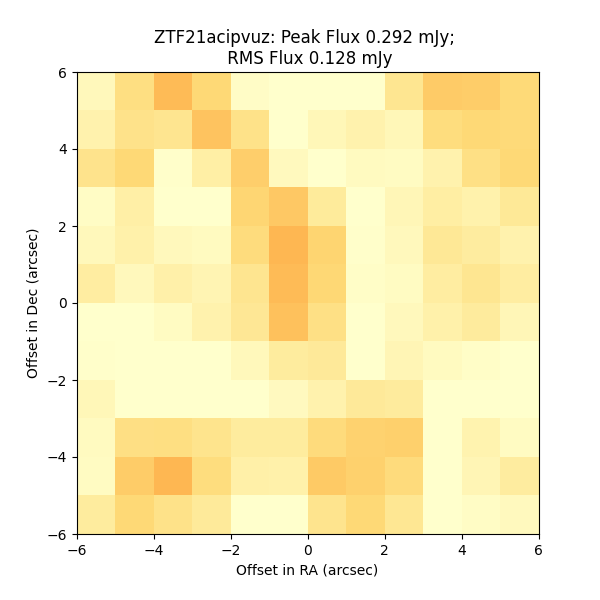 ZTF21acipvuz: Peak Flux 0.292 mJy;
RMS Flux 0.128 mJy
6
4
2
0
−2
−4
−6
Offset in Dec (arcsec)
−6 −4 −2 0 2 4 6
Offset in RA (arcsec)